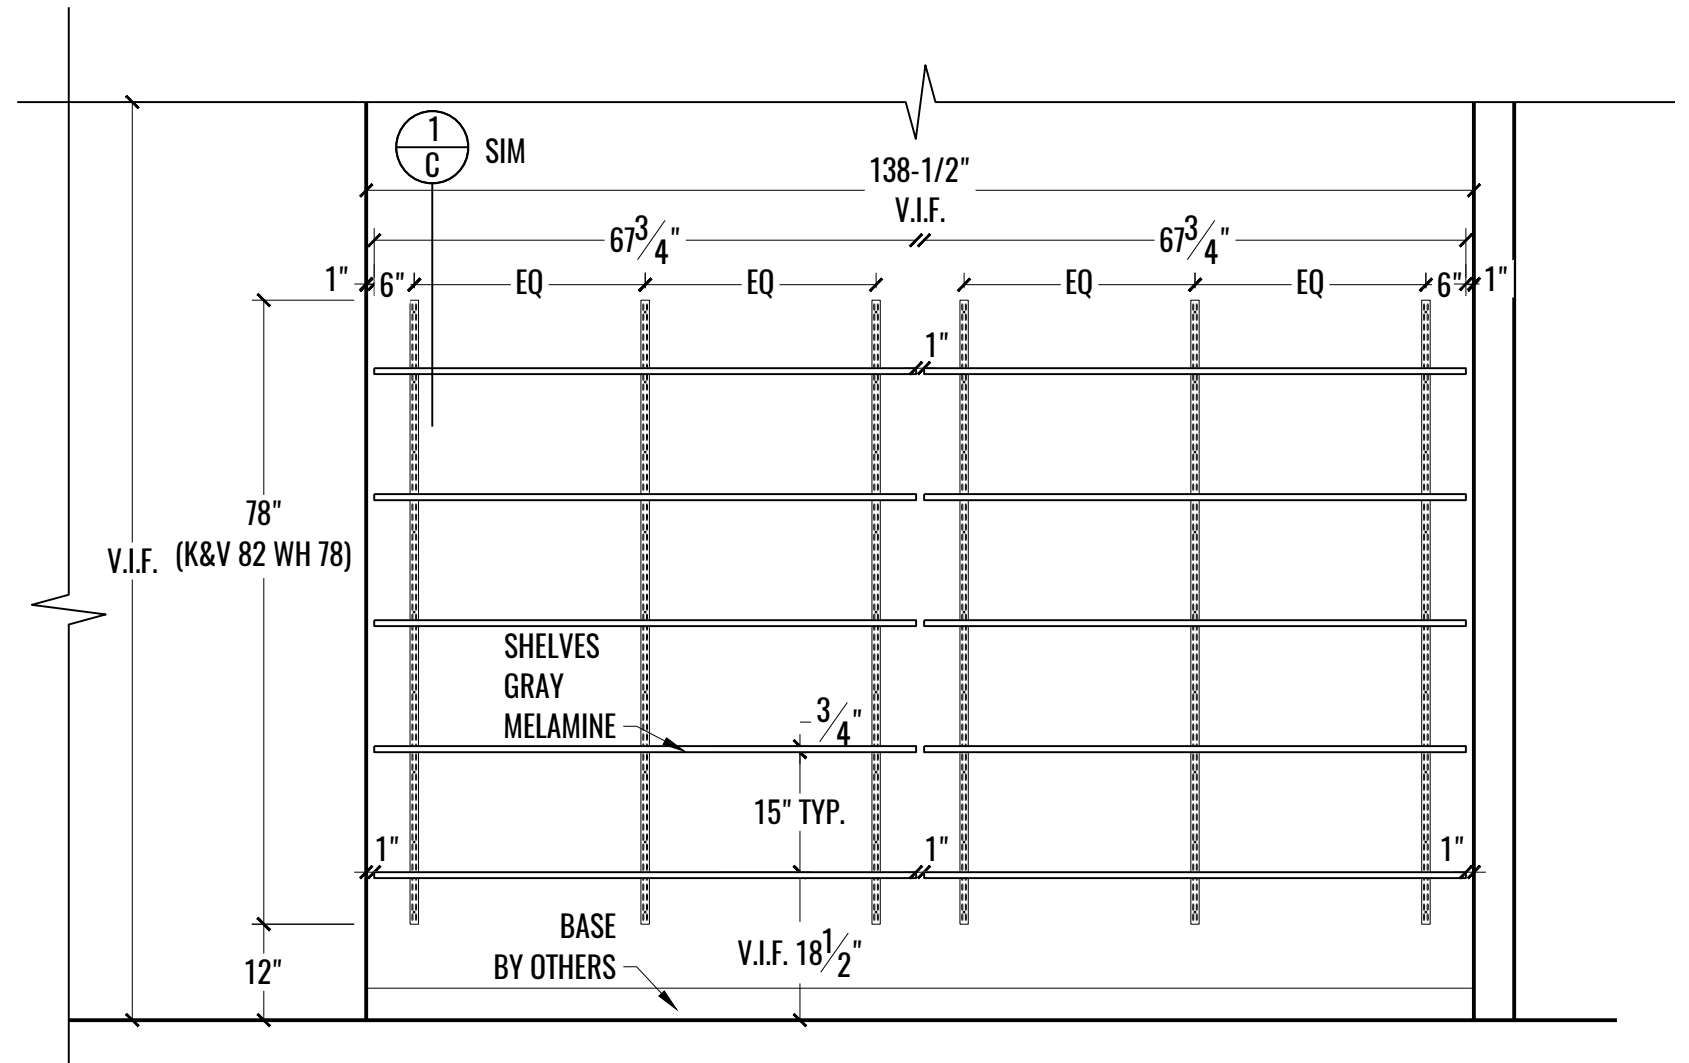 1
C
SIM
138-1/2"
V.I.F.
67 3/4"
67 3/4"
1"
6"
EQ
EQ
EQ
EQ
6"
1"
1"
78"
(K&V 82 WH 78)
V.I.F.
SHELVES
GRAY
MELAMINE
3/4"
15" TYP.
1"
1"
1"
BASE
BY OTHERS
V.I.F. 18 1/2"
12"